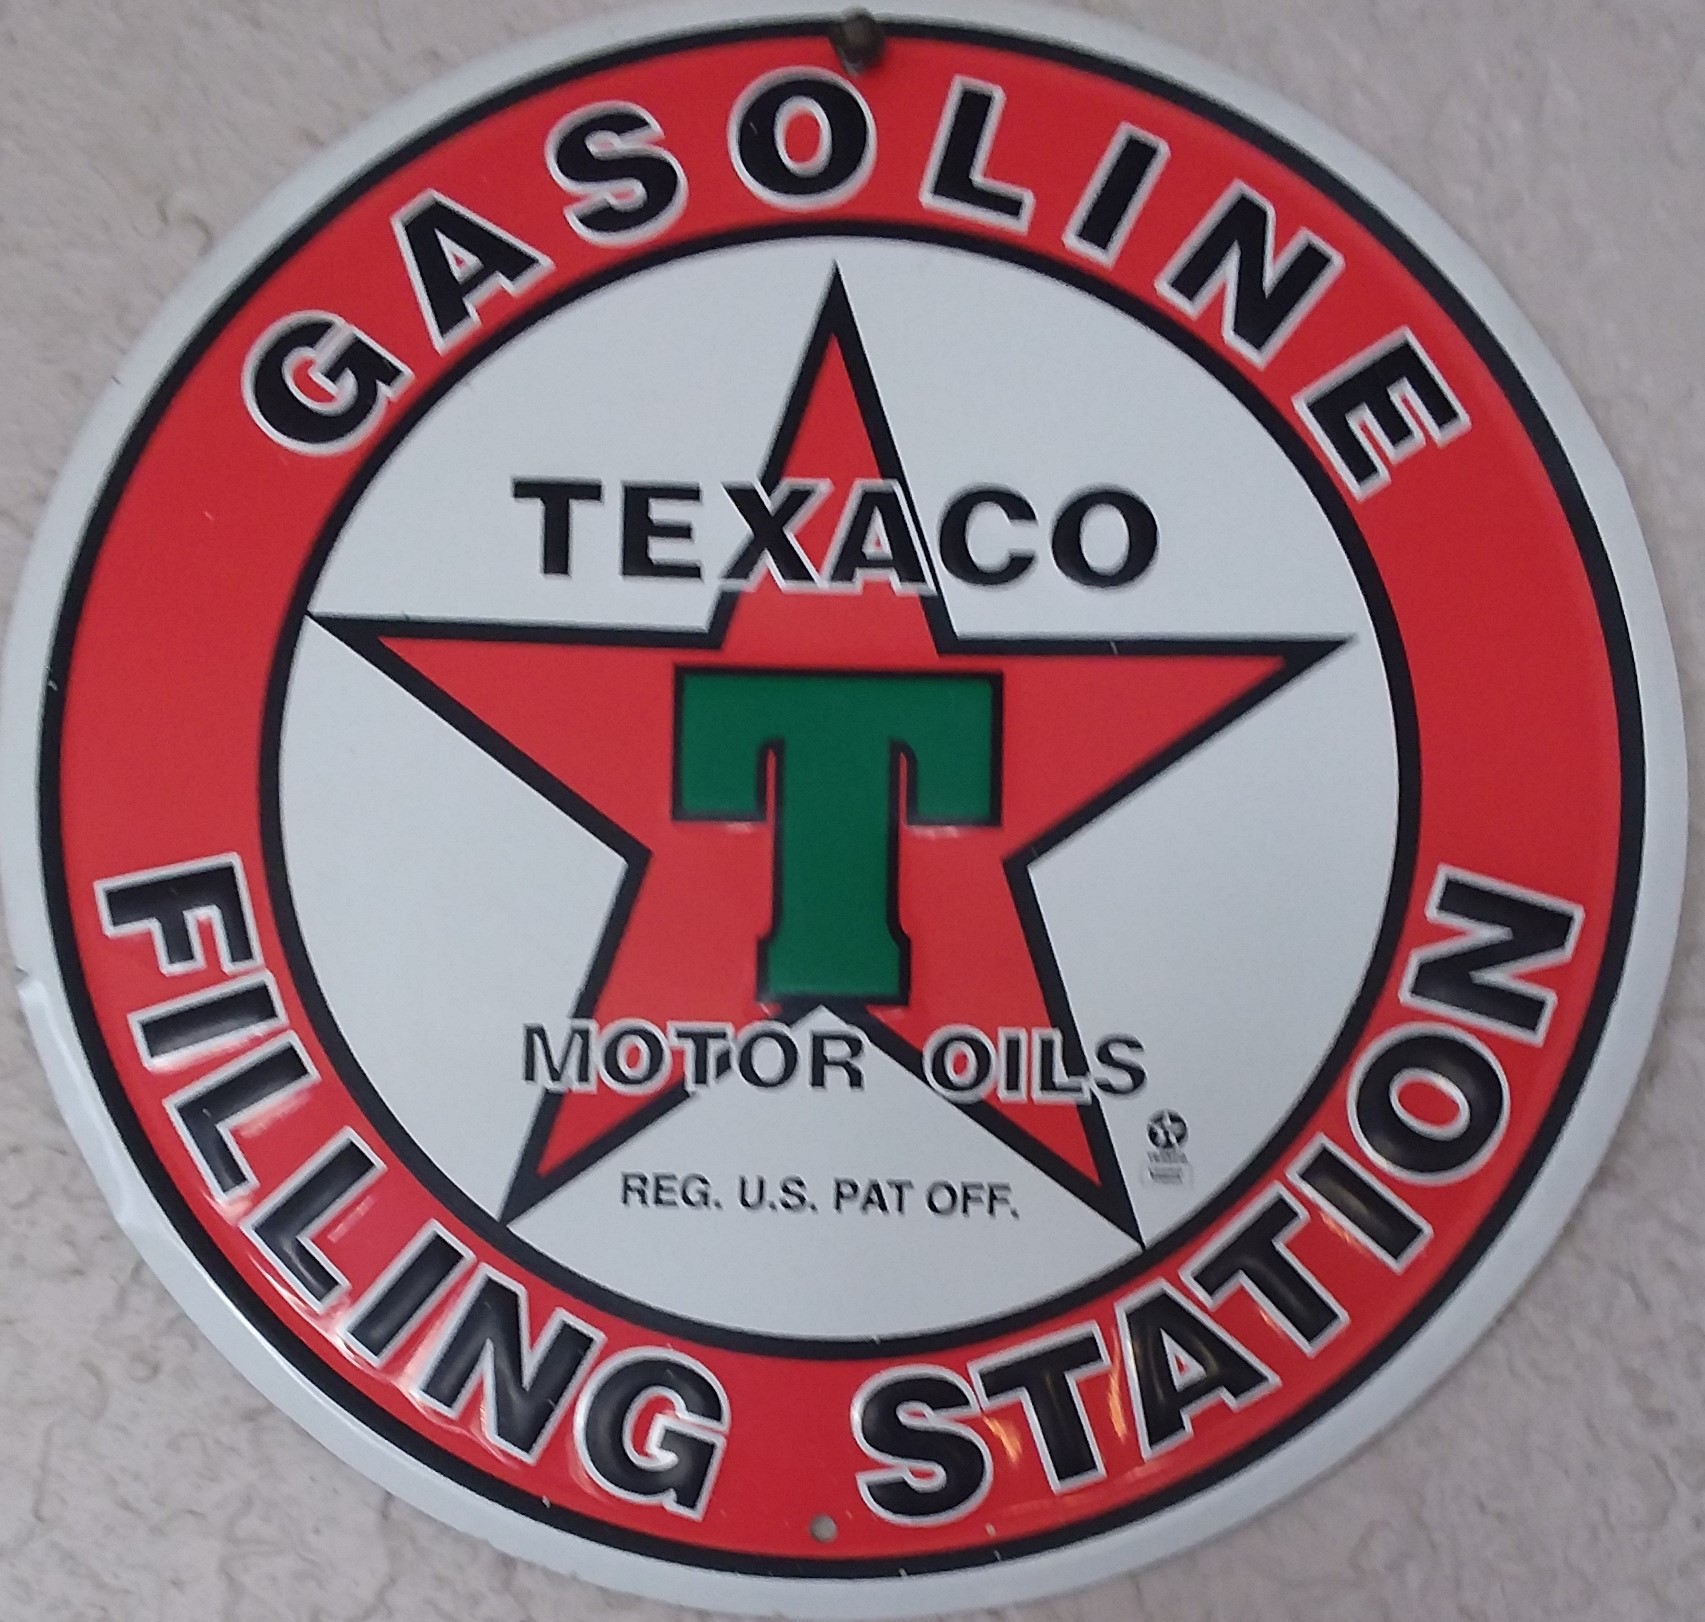 GASOLINE
TEXACO
T
MOTOR OILS
REG. U.S. PAT OFF.
FILLING STATION